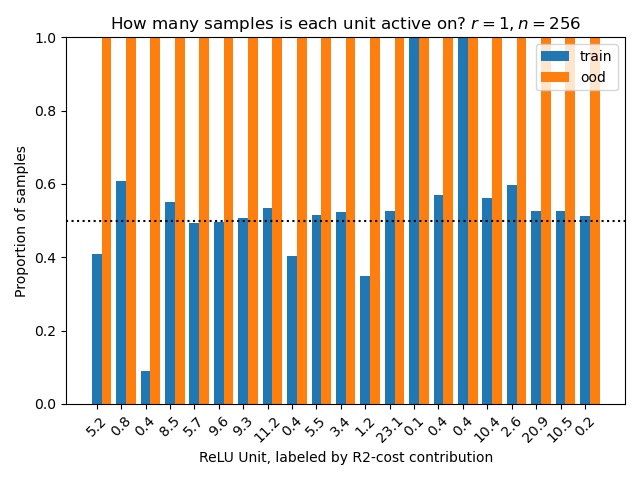 How many samples is each unit active on? r = 1, n = 256
Proportion of samples
1.0
0.8
0.6
0.4
0.2
0.0
train
ood
5.2 0.8 0.4 8.5 5.7 9.6 9.3 11.2 0.4 5.5 3.4 1.2 23.1 0.1 0.4 0.4 10.4 2.6 20.9 10.5 0.2
ReLU Unit, labeled by R2-cost contribution